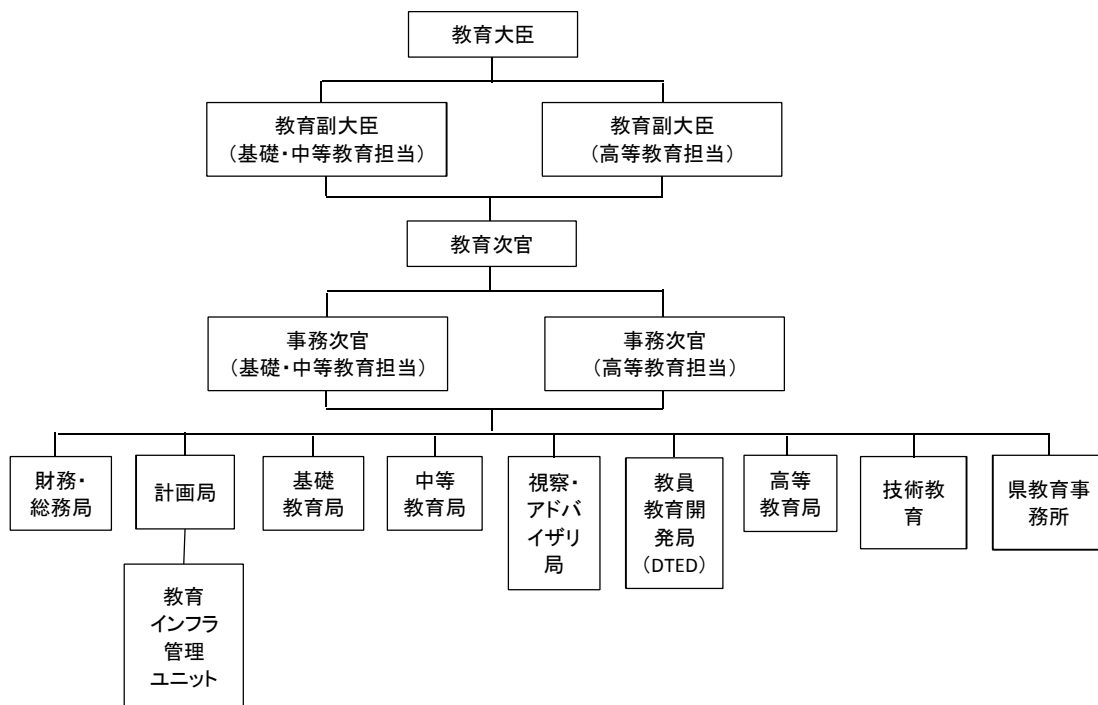 教育大臣
教育副大臣
（基礎・中等教育担当）
教育副大臣
（高等教育担当）
教育次官
事務次官
（基礎・中等教育担当）
事務次官
（高等教育担当）
財務・
総務局
計画局
基礎
教育局
中等
教育局
視察・
アドバ
イザリ
局
教員
教育開
発局
（DTED）
高等
教育局
技術教
育
県教育事
務所
教育
インフラ
管理
ユニット